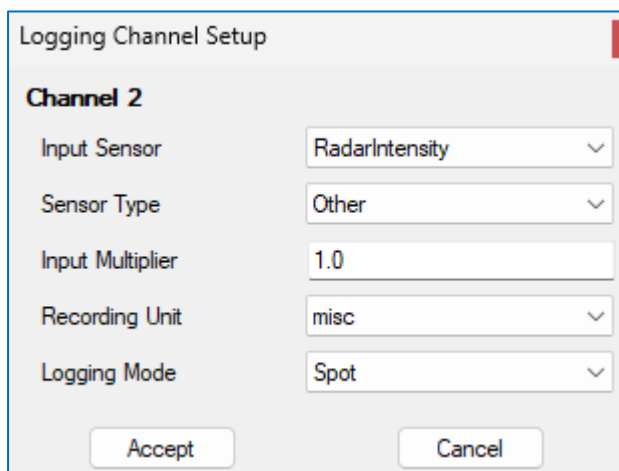 Logging Channel Setup
Channel 2
Input Sensor RadarIntensity
Sensor Type Other
Input Multiplier 1.0
Recording Unit misc
Logging Mode Spot
Accept Cancel